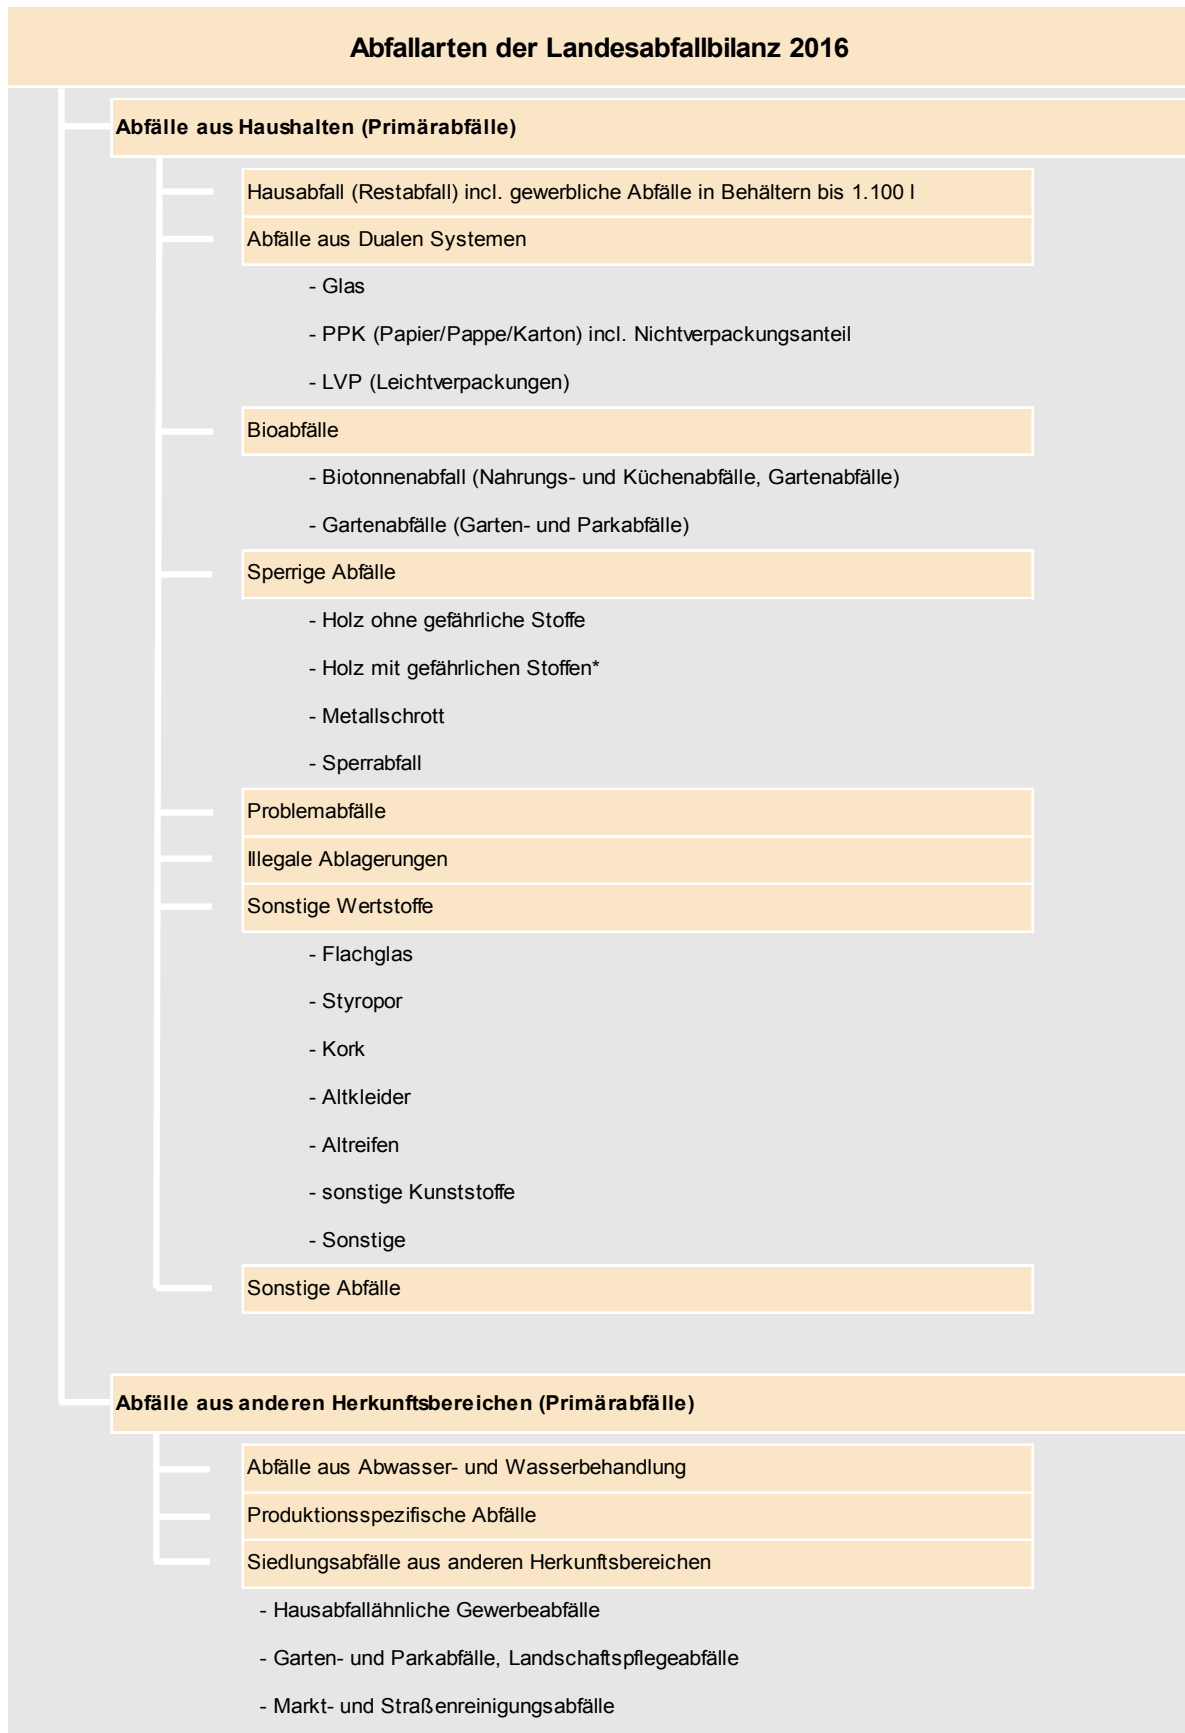 Abfallarten der Landesabfallbilanz 2016
Abfälle aus Haushalten (Primärabfälle)
Hausabfall (Restabfall) incl. gewerbliche Abfälle in Behältern bis 1.100 l
Abfälle aus Dualen Systemen
- Glas
- PPK (Papier/Pappe/Karton) incl. Nichtverpackungsanteil
- LVP (Leichtverpackungen)
Bioabfälle
- Biotonnenabfall (Nahrungs- und Küchenabfälle, Gartenabfälle)
- Gartenabfälle (Garten- und Parkabfälle)
Sperrige Abfälle
- Holz ohne gefährliche Stoffe
- Holz mit gefährlichen Stoffen*
- Metallschrott
- Sperrabfall
Problemabfälle
Illegale Ablagerungen
Sonstige Wertstoffe
- Flachglas
- Styropor
- Kork
- Altkleider
- Altreifen
- sonstige Kunststoffe
- Sonstige
Sonstige Abfälle
Abfälle aus anderen Herkunftsbereichen (Primärabfälle)
Abfälle aus Abwasser- und Wasserbehandlung
Produktionsspezifische Abfälle
Siedlungsabfälle aus anderen Herkunftsbereichen
- Hausabfallähnliche Gewerbeabfälle
- Garten- und Parkabfälle, Landschaftspflegeabfälle
- Markt- und Straßenreinigungsabfälle